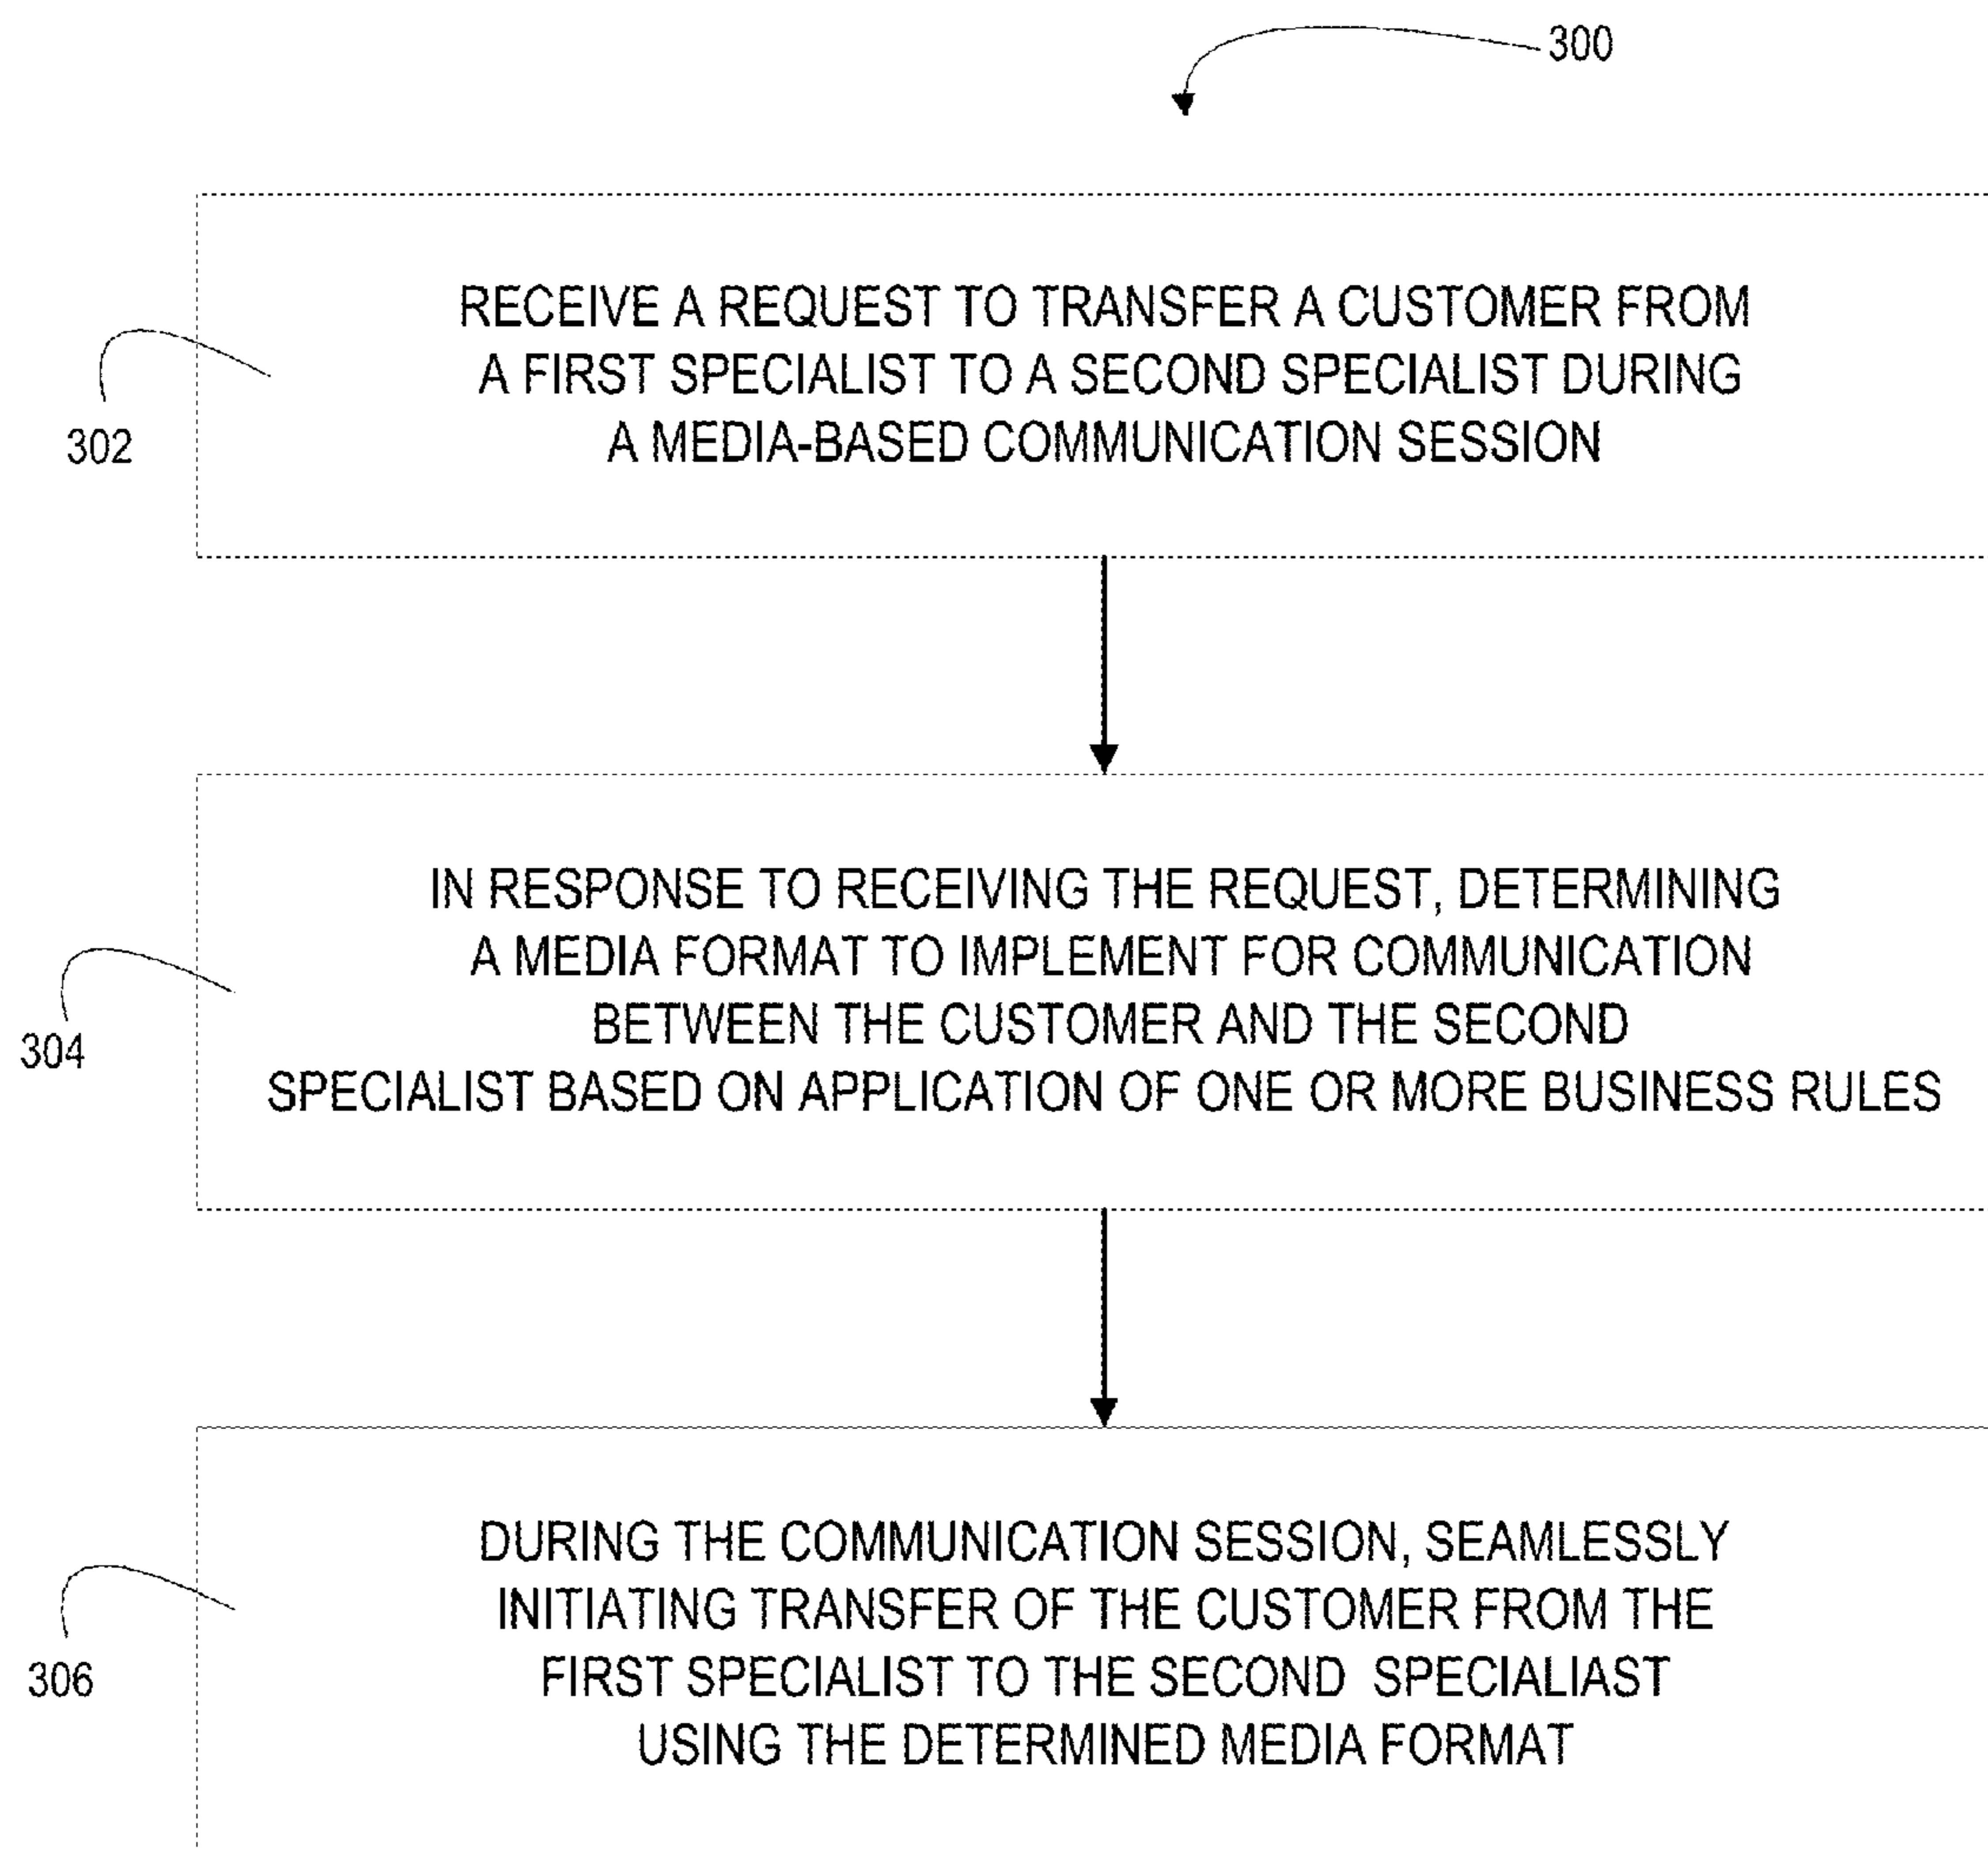 300
RECEIVE A REQUEST TO TRANSFER A CUSTOMER FROM
A FIRST SPECIALIST TO A SECOND SPECIALIST DURING
A MEDIA-BASED COMMUNICATION SESSION
302
IN RESPONSE TO RECEIVING THE REQUEST, DETERMINING
A MEDIA FORMAT TO IMPLEMENT FOR COMMUNICATION
BETWEEN THE CUSTOMER AND THE SECOND
SPECIALIST BASED ON APPLICATION OF ONE OR MORE BUSINESS RULES
304
DURING THE COMMUNICATION SESSION, SEAMLESSLY
INITIATING TRANSFER OF THE CUSTOMER FROM THE
FIRST SPECIALIST TO THE SECOND SPECIALIAST
USING THE DETERMINED MEDIA FORMAT
306